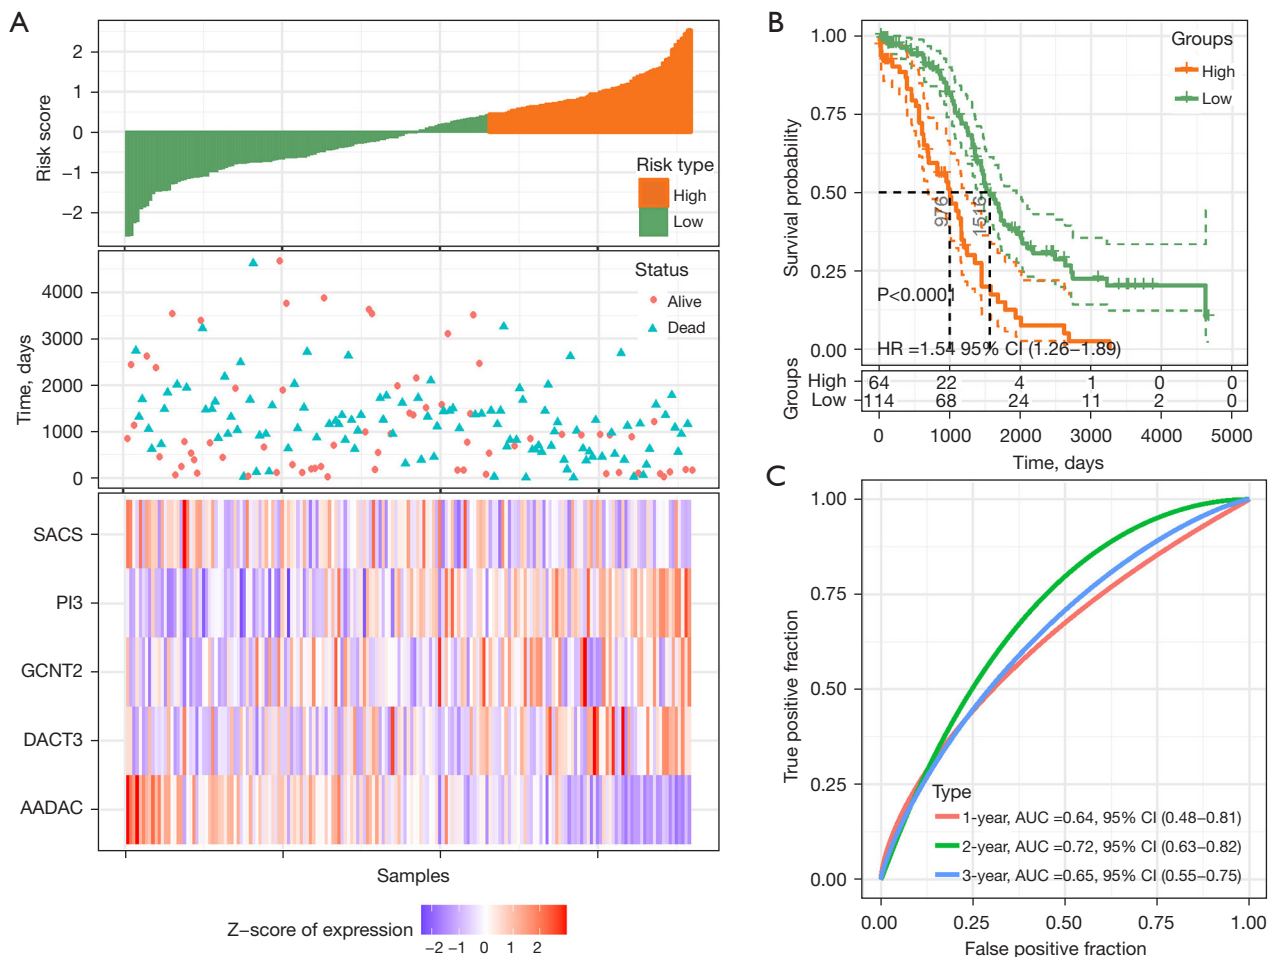 A
2
1
0
−1
−2
Risk score
Risk type
High
Low
4000
3000
2000
1000
0
Time, days
Status
Alive
Dead
SACS
PI3
GCNT2
DACT3
AADAC
Samples
Z−score of expression
−2 −1 0 1 2
B
1.00
0.75
0.50
0.25
0.00
Survival probability
Groups
High
Low
976
1516
P<0.0001
HR =1.54 95% CI (1.26−1.89)
Groups
High 64 22 4 1 0 0
Low 114 68 24 11 2 0
0 1000 2000 3000 4000 5000
Time, days
C
1.00
0.75
0.50
0.25
0.00
True positive fraction
Type
1-year, AUC =0.64, 95% CI (0.48−0.81)
2-year, AUC =0.72, 95% CI (0.63−0.82)
3-year, AUC =0.65, 95% CI (0.55−0.75)
0.00 0.25 0.50 0.75 1.00
False positive fraction